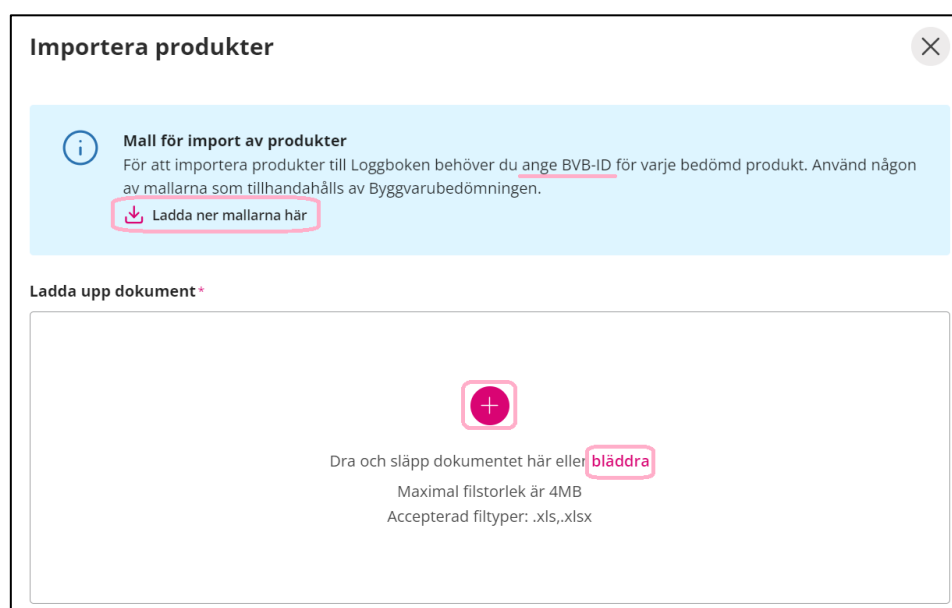 Importera produkter
Mall för import av produkter
För att importera produkter till Loggboken behöver du ange BVB-ID för varje bedömd produkt. Använd någon
av mallarna som tillhandahålls av Byggvarubedömningen.
Ladda ner mallarna här
Ladda upp dokument*
Dra och släpp dokumentet här eller bläddra
Maximal filstorlek är 4MB
Accepterad filtyper: .xls,.xlsx